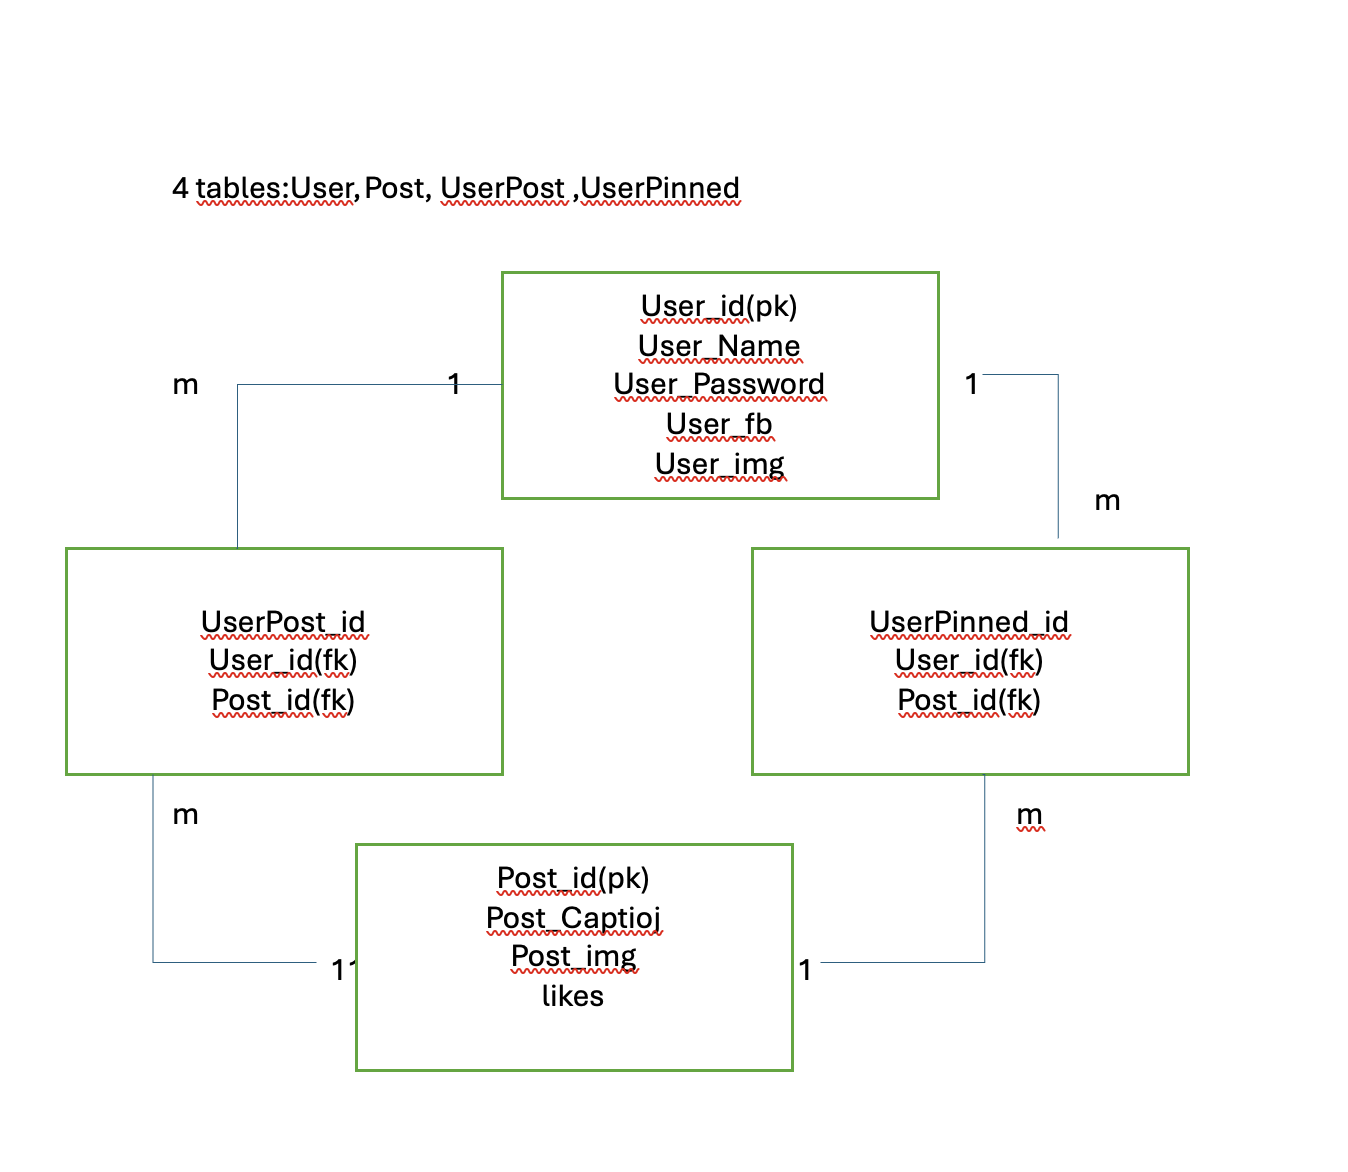 4 tables:User, Post, UserPost ,UserPinned
User_id(pk)
User_Name
User_Password
User_fb
User_img
m
1
1
m
UserPost_id
User_id(fk)
Post_id(fk)
UserPinned_id
User_id(fk)
Post_id(fk)
m
m
Post_id(pk)
Post_Captioj
Post_img
likes
11
1